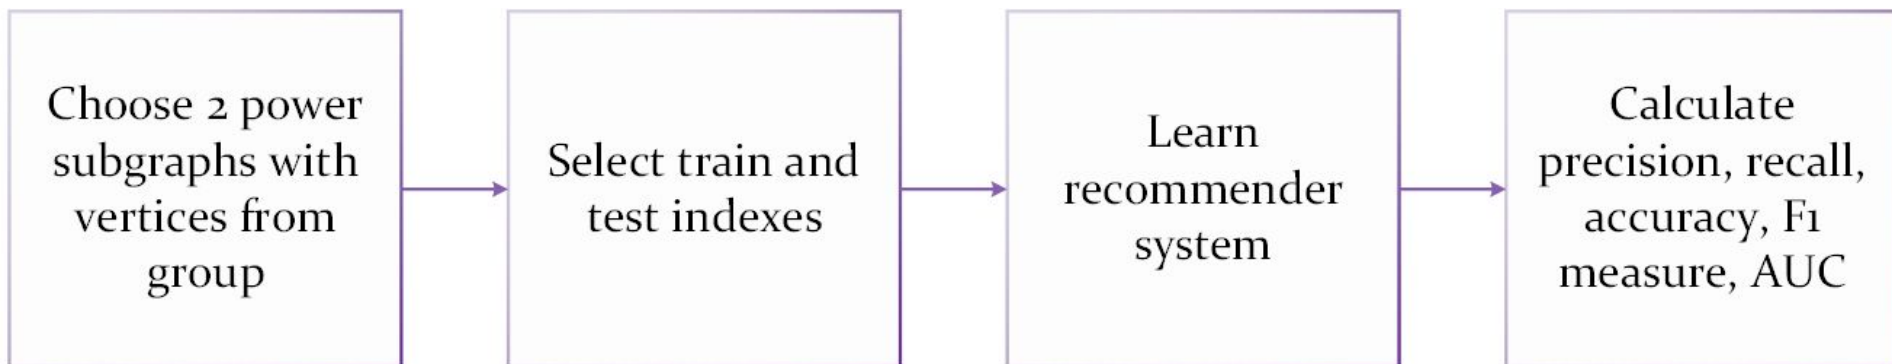 Choose 2 power
subgraphs with
vertices from
group
Select train and
test indexes
Learn
recommender
system
Calculate
precision, recall,
accuracy, F1
measure, AUC